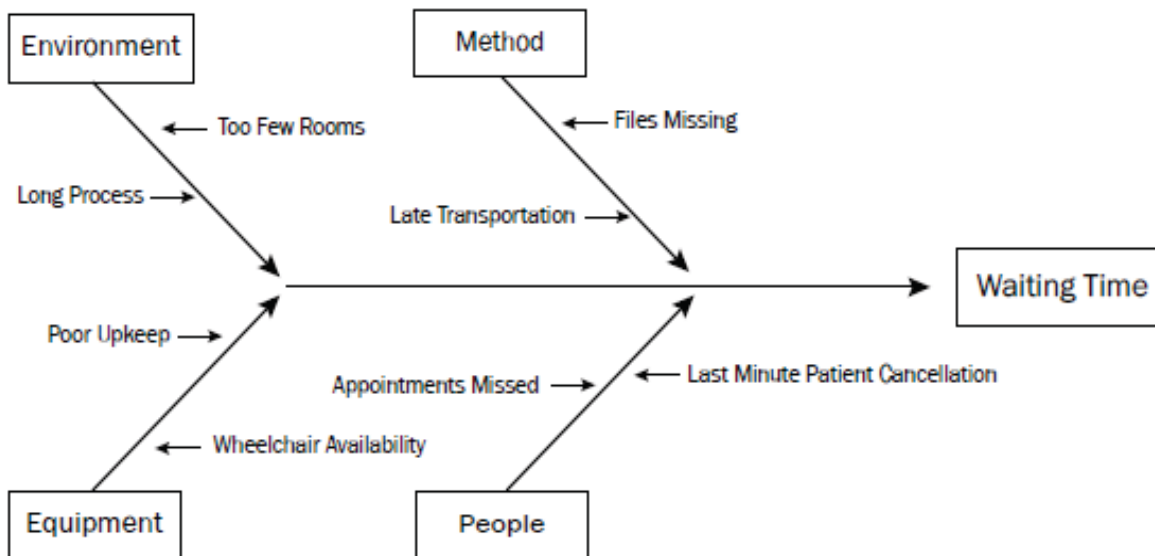 Environment
Method
Too Few Rooms
Files Missing
Long Process
Late Transportation
Waiting Time
Poor Upkeep
Appointments Missed
Last Minute Patient Cancellation
Wheelchair Availability
Equipment
People